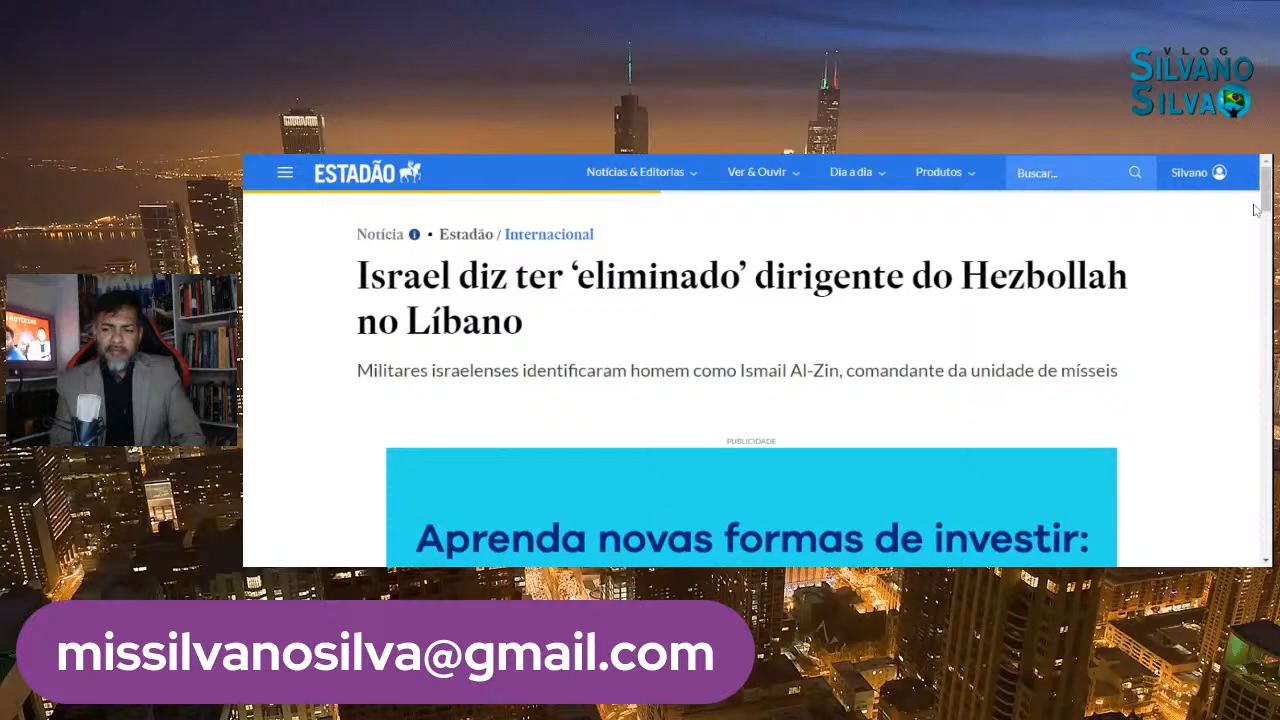 VLOG
SILVANO
SILVA
ESTADÃO
Notícias & Editorias
Ver & Ouvir
Dia a dia
Produtos
Buscar...
Silvano
Notícia • Estadão / Internacional
Israel diz ter ‘eliminado’ dirigente do Hezbollah
no Líbano
Militares israelenses identificaram homem como Ismail Al-Zin, comandante da unidade de mísseis
PUBLICIDADE
Aprenda novas formas de investir:
missilvanosilva@gmail.com